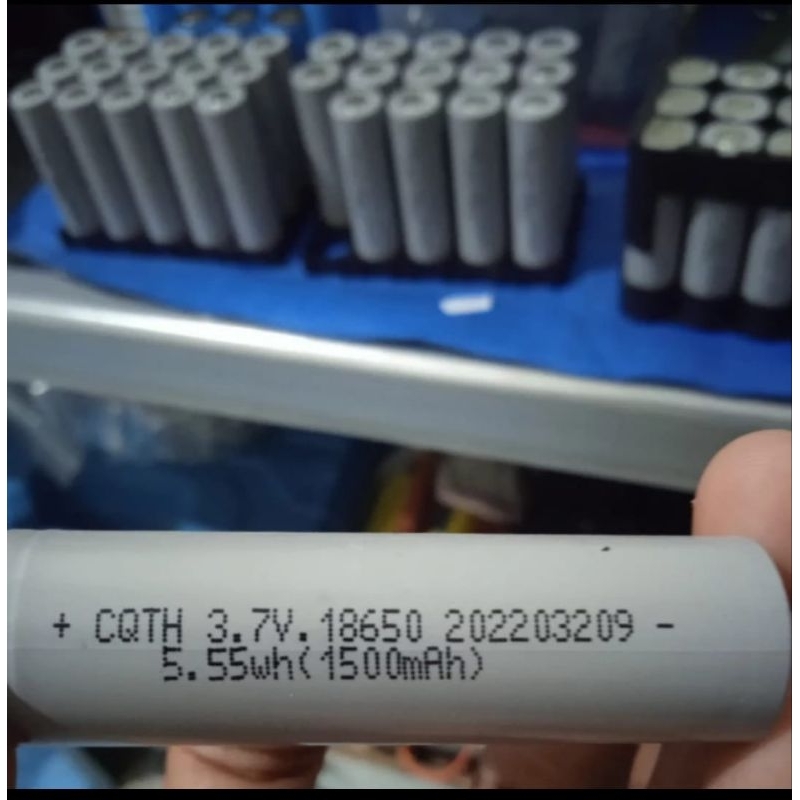 + CQTH 3.7V.18650 202203209 -
5.55wh(1500mAh)